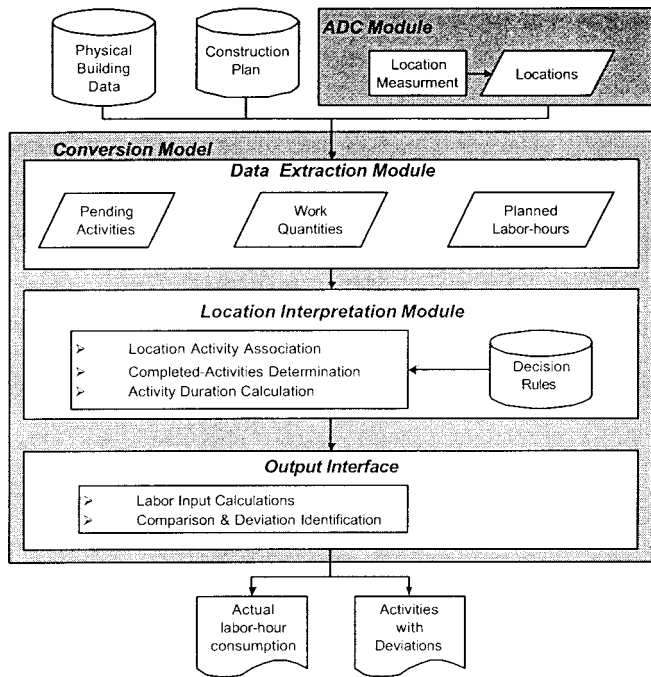 ADC Module
Physical
Building
Data
Construction
Plan
Location
Measurment
Locations
Conversion Model
Data Extraction Module
Pending
Activities
Work
Quantities
Planned
Labor-hours
Location Interpretation Module
➢ Location Activity Association
➢ Completed-Activities Determination
➢ Activity Duration Calculation
Decision
Rules
Output Interface
➢ Labor Input Calculations
➢ Comparison & Deviation Identification
Actual
labor-hour
consumption
Activities
with
Deviations